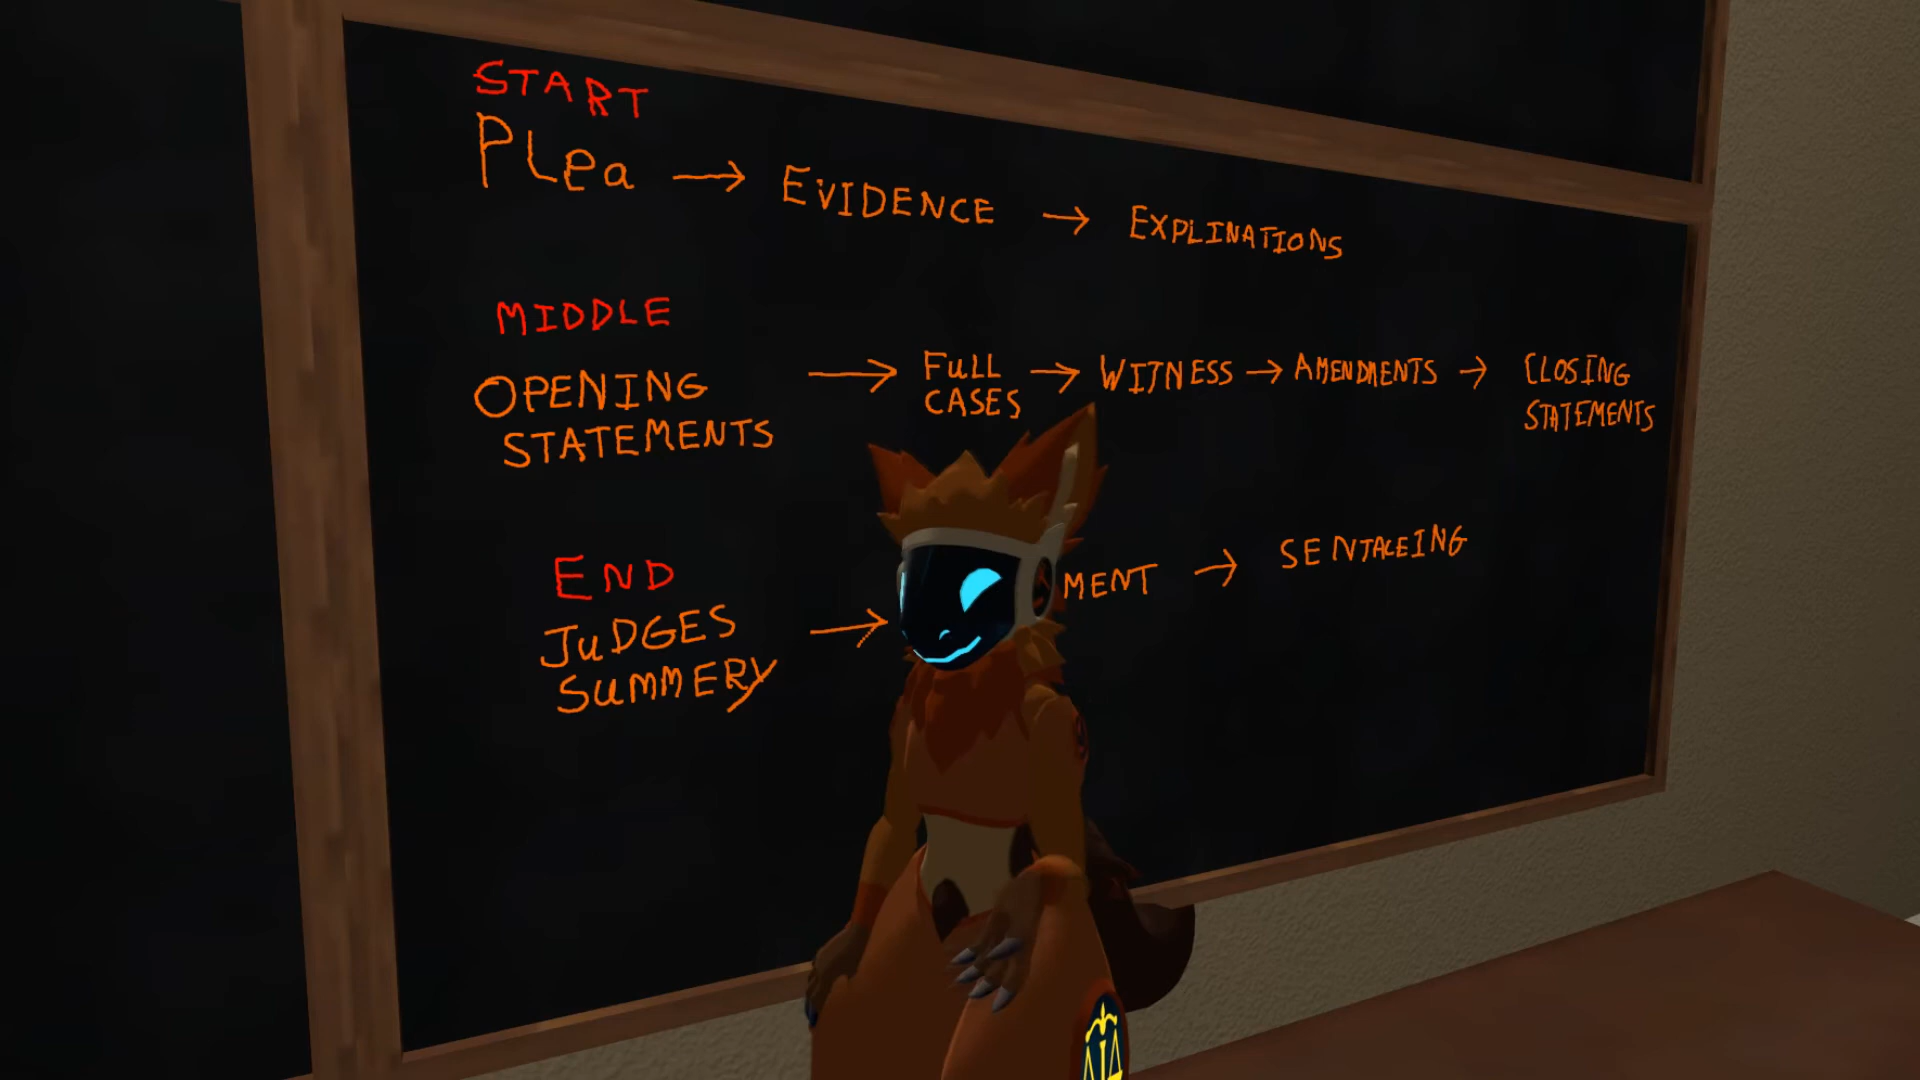 START
PLea → EVIDENCE → EXPLINATIONS
MIDDLE
OPENING STATEMENTS → FuLL CASES → WITNESS → AMENDMENTS → CLOSING STATEMENTS
END
JuDGES SuMMERY → MENT → SENTACEING